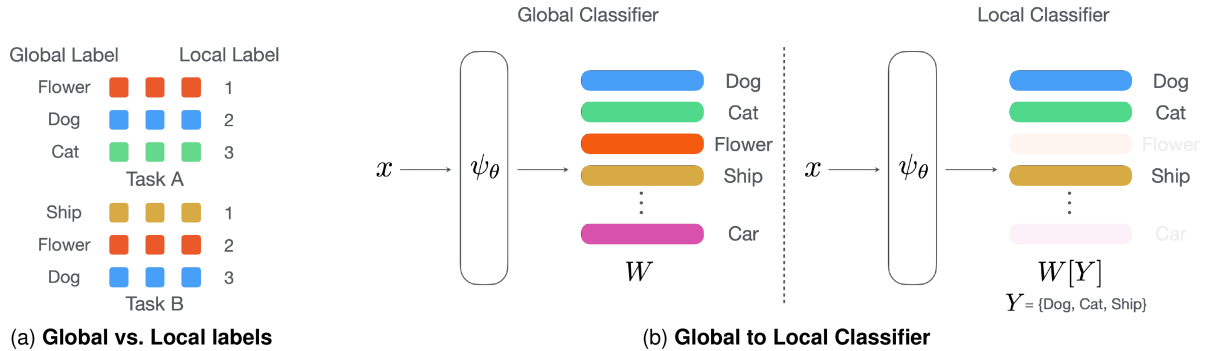 Global Classifier
Local Classifier
Global Label Local Label
Flower 1
Dog 2
Cat 3
Task A
Ship 1
Flower 2
Dog 3
Task B
(a) Global vs. Local labels
x ψθ
Dog
Cat
Flower
Ship
Car
W
x ψθ
Dog
Cat
Flower
Ship
Car
W[Y]
Y = {Dog, Cat, Ship}
(b) Global to Local Classifier